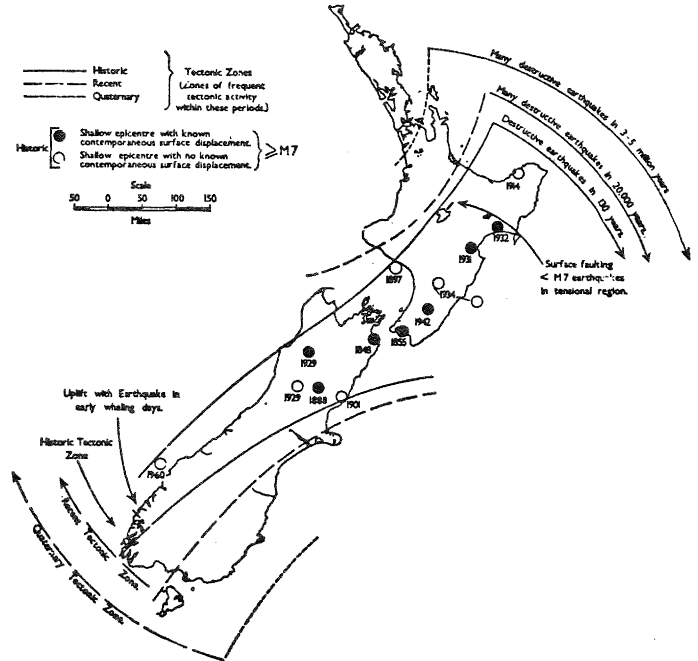 Historic
Recent
Quaternary
Tectonic Zones
(Zones of frequent
tectonic activity
within these periods.)
Historic
Shallow epicentre with known
contemporaneous surface displacement.
Shallow epicentre with no known
contemporaneous surface displacement.
≥ M7
Scale
50 0 50 100 150
Miles
Many destructive earthquakes in 3-5 million years
Many destructive earthquakes in 20,000 years.
Destructive earthquakes in 130 years.
1914
1932
1931
Surface faulting
< M7 earthquakes
in tensional region.
1897
1934
1942
1855
1848
1929
1929
1888
1901
Uplift with Earthquake in
early whaling days.
Historic Tectonic
Zone
1960
Recent Tectonic Zone.
Quaternary Tectonic Zone.